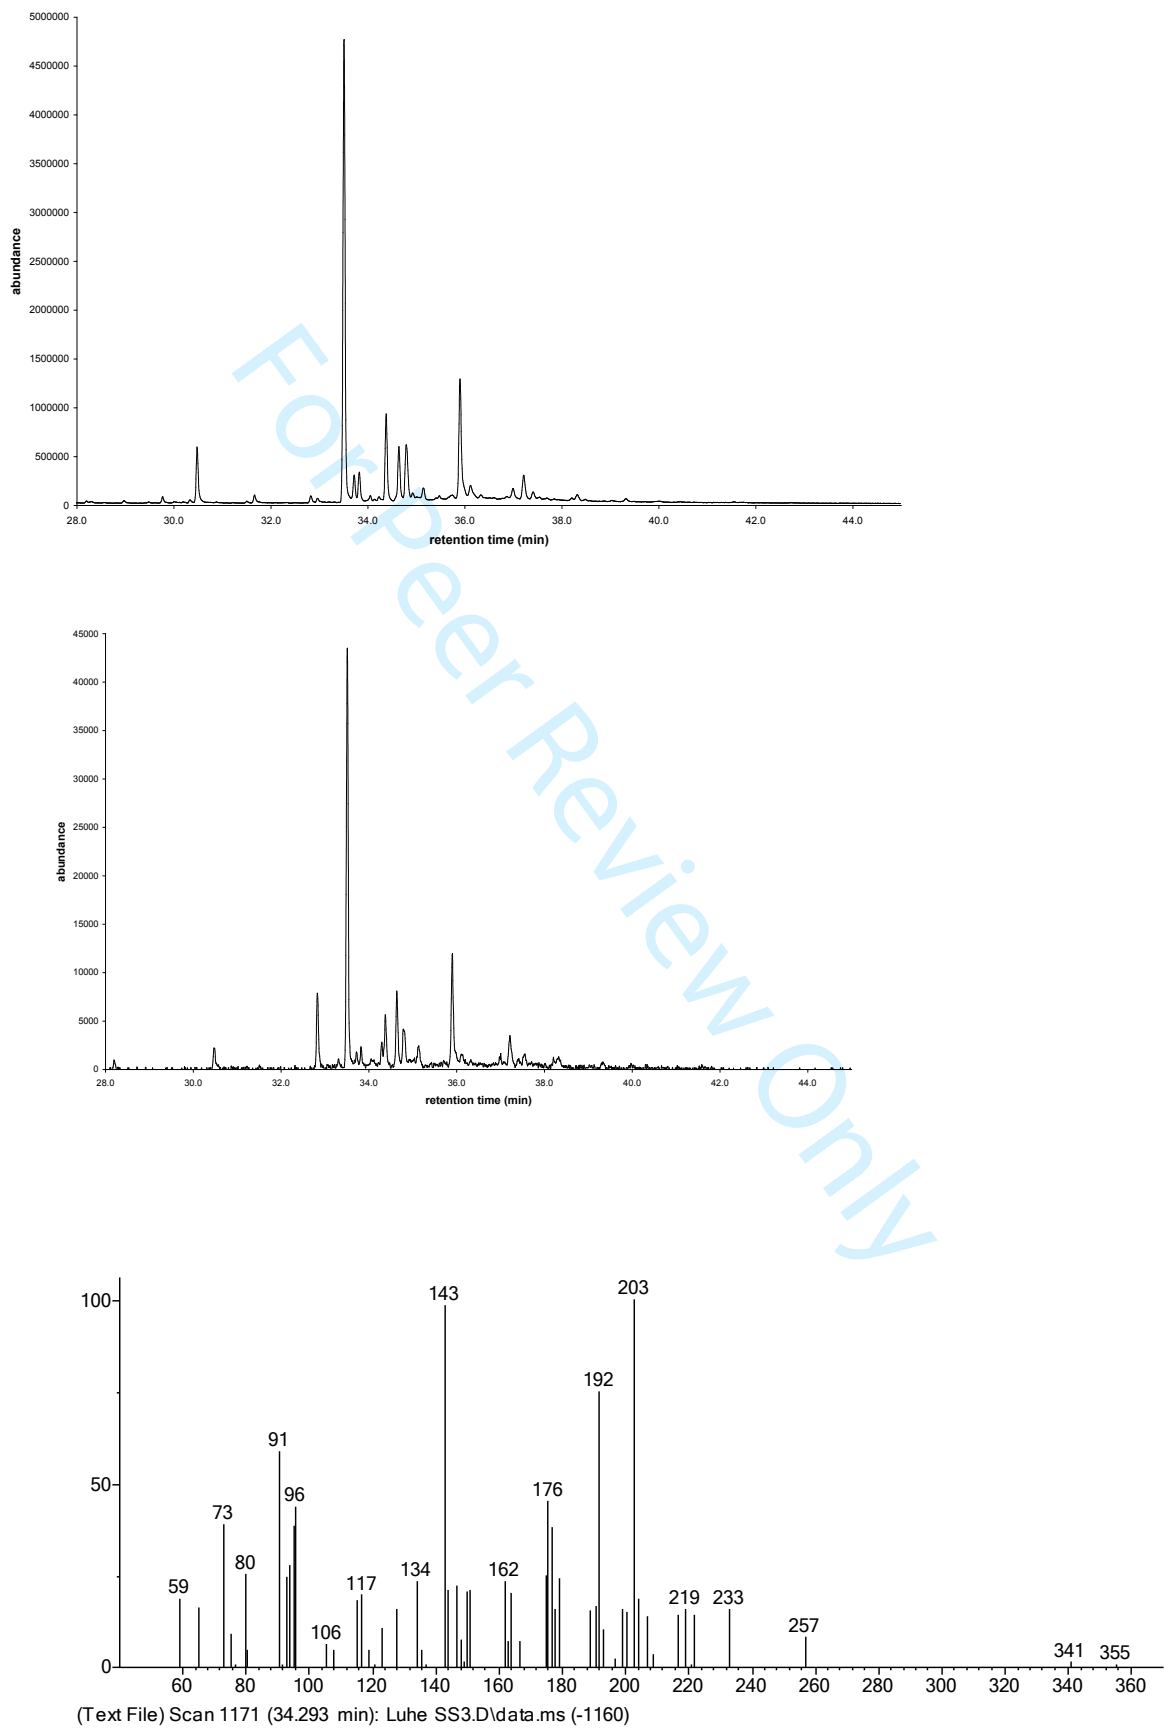 5000000
4500000
4000000
3500000
3000000
2500000
2000000
1500000
1000000
500000
0
abundance
28.0 30.0 32.0 34.0 36.0 38.0 40.0 42.0 44.0
retention time (min)
For Peer Review Only
45000
40000
35000
30000
25000
20000
15000
10000
5000
0
abundance
28.0 30.0 32.0 34.0 36.0 38.0 40.0 42.0 44.0
retention time (min)
100
50
0
143 203
192
91
96 176
73
80 134 162
59 117 219 233
106 257
341 355
60 80 100 120 140 160 180 200 220 240 260 280 300 320 340 360
(Text File) Scan 1171 (34.293 min): Luhe SS3.D\data.ms (-1160)